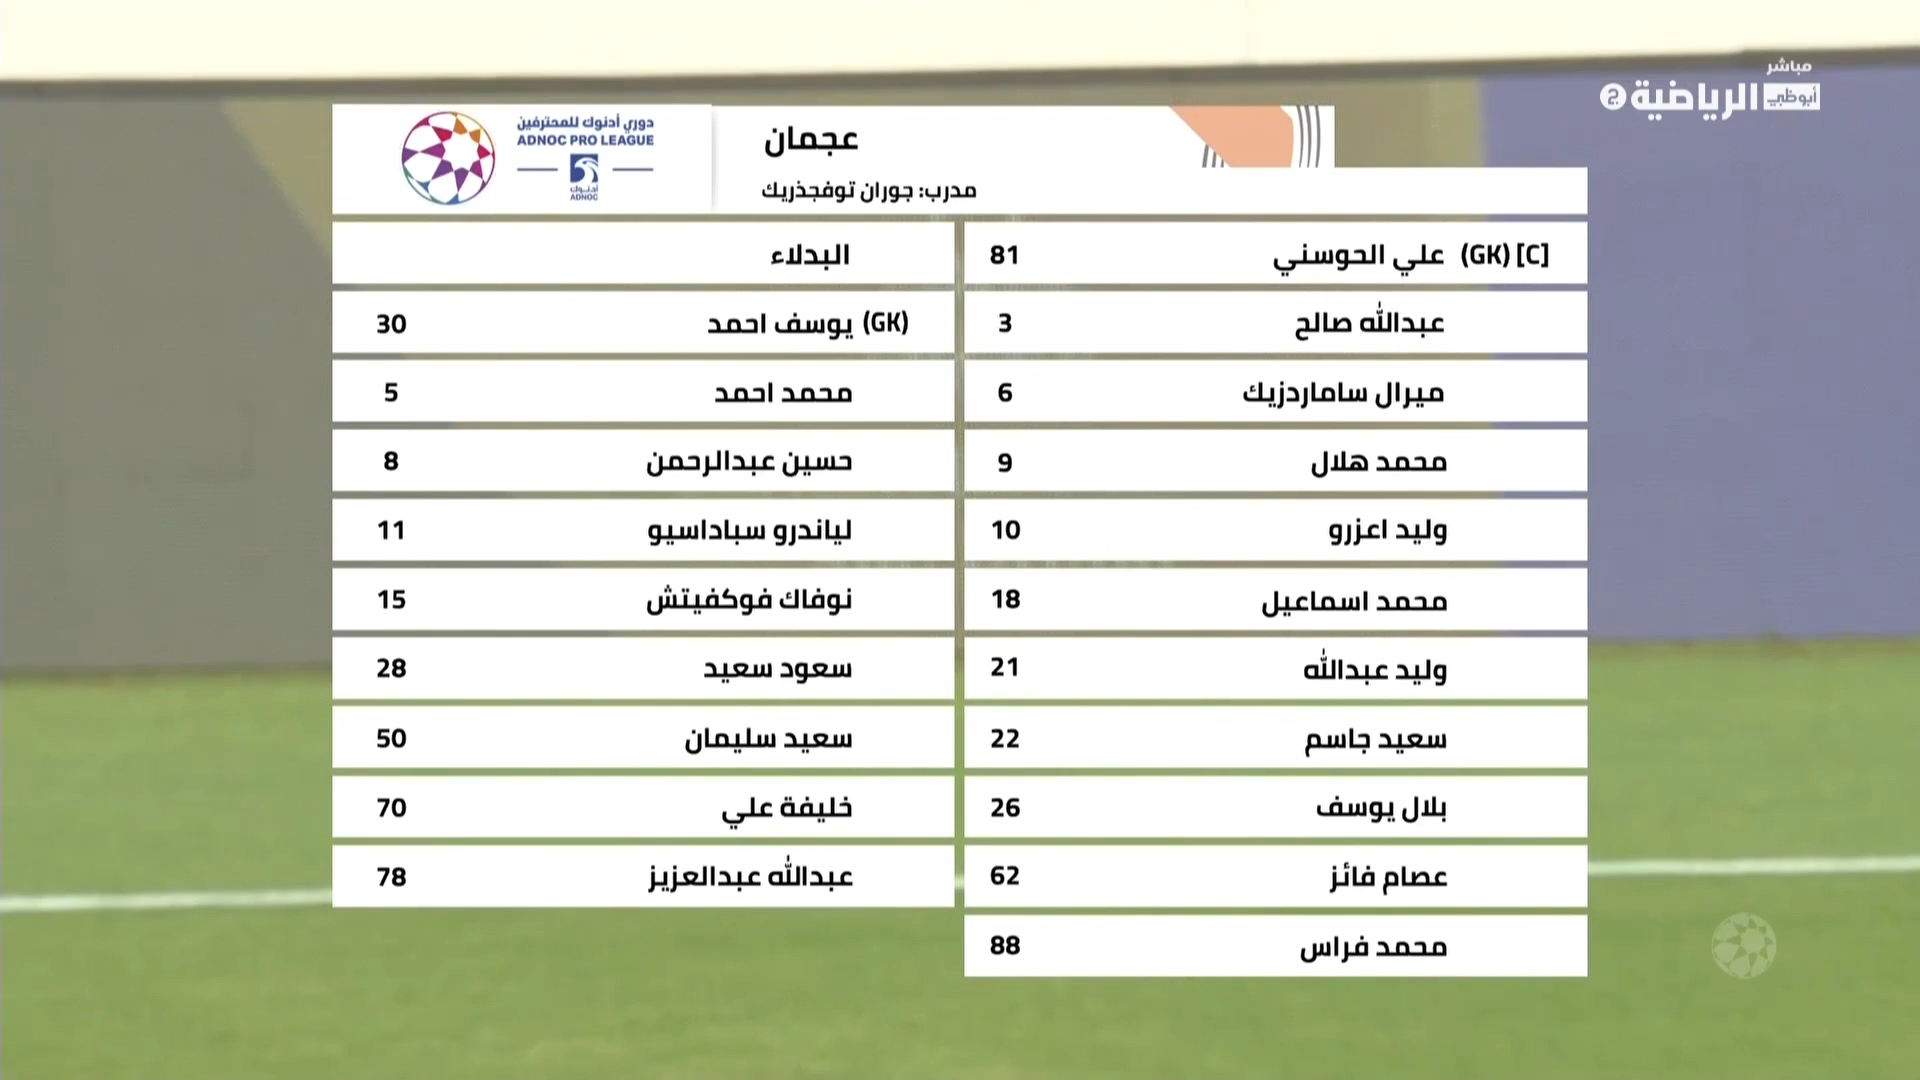 مباشر
أبوظبي الرياضية 2
دوري أدنوك للمحترفين
ADNOC PRO LEAGUE
أدنوك
ADNOC
عجمان
مدرب: جوران توفجذريك
[C] (GK) علي الحوسني 81
عبدالله صالح 3
ميرال ساماردزيك 6
محمد هلال 9
وليد اعزرو 10
محمد اسماعيل 18
وليد عبدالله 21
سعيد جاسم 22
بلال يوسف 26
عصام فائز 62
محمد فراس 88
البدلاء
(GK) يوسف احمد 30
محمد احمد 5
حسين عبدالرحمن 8
لياندرو سباداسيو 11
نوفاك فوكفيتش 15
سعود سعيد 28
سعيد سليمان 50
خليفة علي 70
عبدالله عبدالعزيز 78